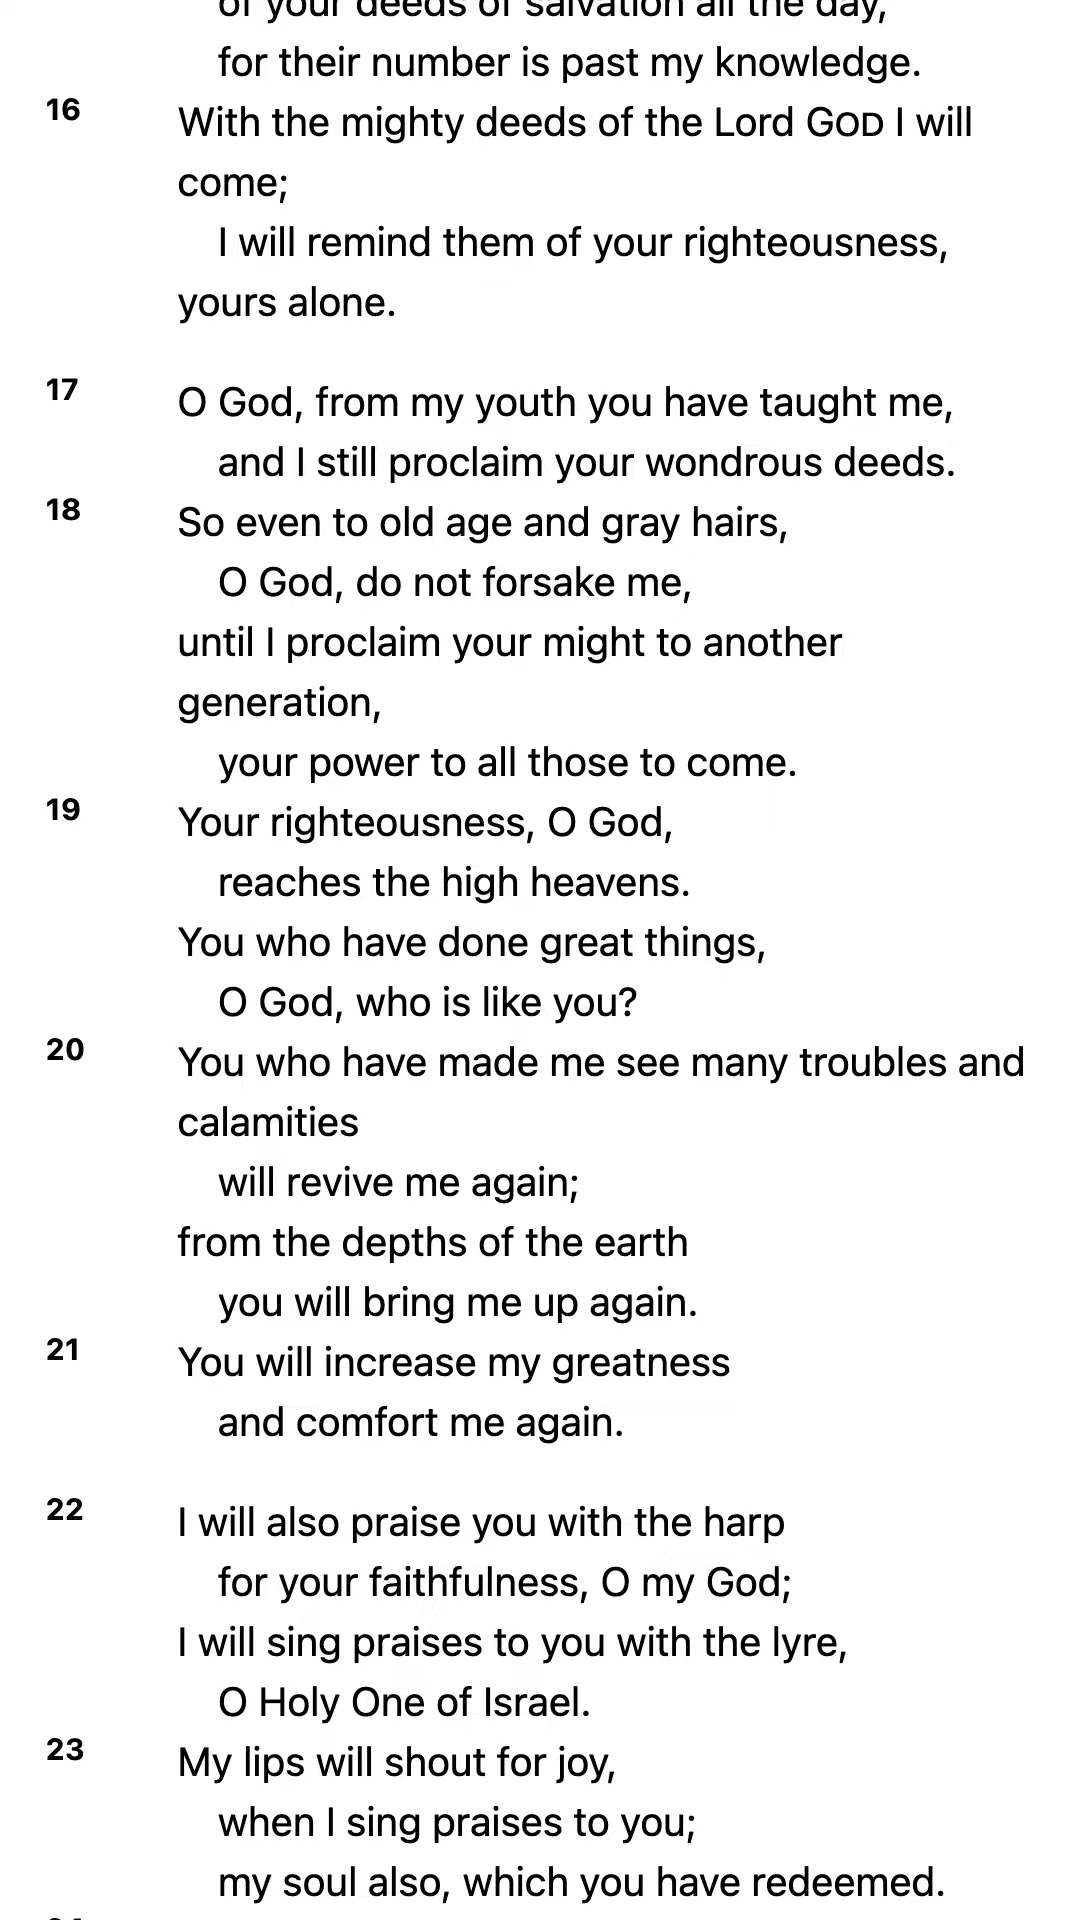 of your deeds of salvation all the day,
for their number is past my knowledge.
16 With the mighty deeds of the Lord GOD I will
come;
I will remind them of your righteousness,
yours alone.
17 O God, from my youth you have taught me,
and I still proclaim your wondrous deeds.
18 So even to old age and gray hairs,
O God, do not forsake me,
until I proclaim your might to another
generation,
your power to all those to come.
19 Your righteousness, O God,
reaches the high heavens.
You who have done great things,
O God, who is like you?
20 You who have made me see many troubles and
calamities
will revive me again;
from the depths of the earth
you will bring me up again.
21 You will increase my greatness
and comfort me again.
22 I will also praise you with the harp
for your faithfulness, O my God;
I will sing praises to you with the lyre,
O Holy One of Israel.
23 My lips will shout for joy,
when I sing praises to you;
my soul also, which you have redeemed.